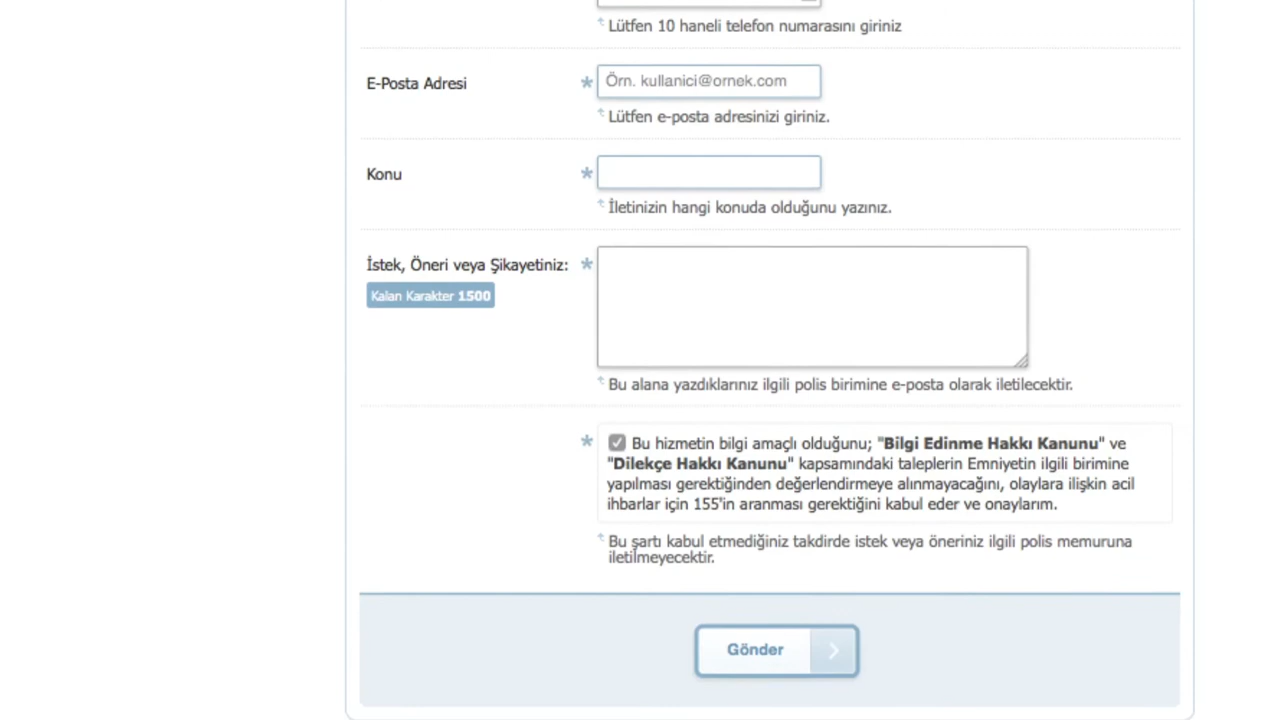 Lütfen 10 haneli telefon numarasını giriniz
E-Posta Adresi
* Örn. kullanici@ornek.com
Lütfen e-posta adresinizi giriniz.
Konu
*
İletinizin hangi konuda olduğunu yazınız.
İstek, Öneri veya Şikayetiniz: *
Kalan Karakter 1500
Bu alana yazdıklarınız ilgili polis birimine e-posta olarak iletilecektir.
* Bu hizmetin bilgi amaçlı olduğunu; "Bilgi Edinme Hakkı Kanunu" ve
"Dilekçe Hakkı Kanunu" kapsamındaki taleplerin Emniyetin ilgili birimine
yapılması gerektiğinden değerlendirmeye alınmayacağını, olaylara ilişkin acil
ihbarlar için 155'in aranması gerektiğini kabul eder ve onaylarım.
Bu şartı kabul etmediğiniz takdirde istek veya öneriniz ilgili polis memuruna
iletilmeyecektir.
Gönder